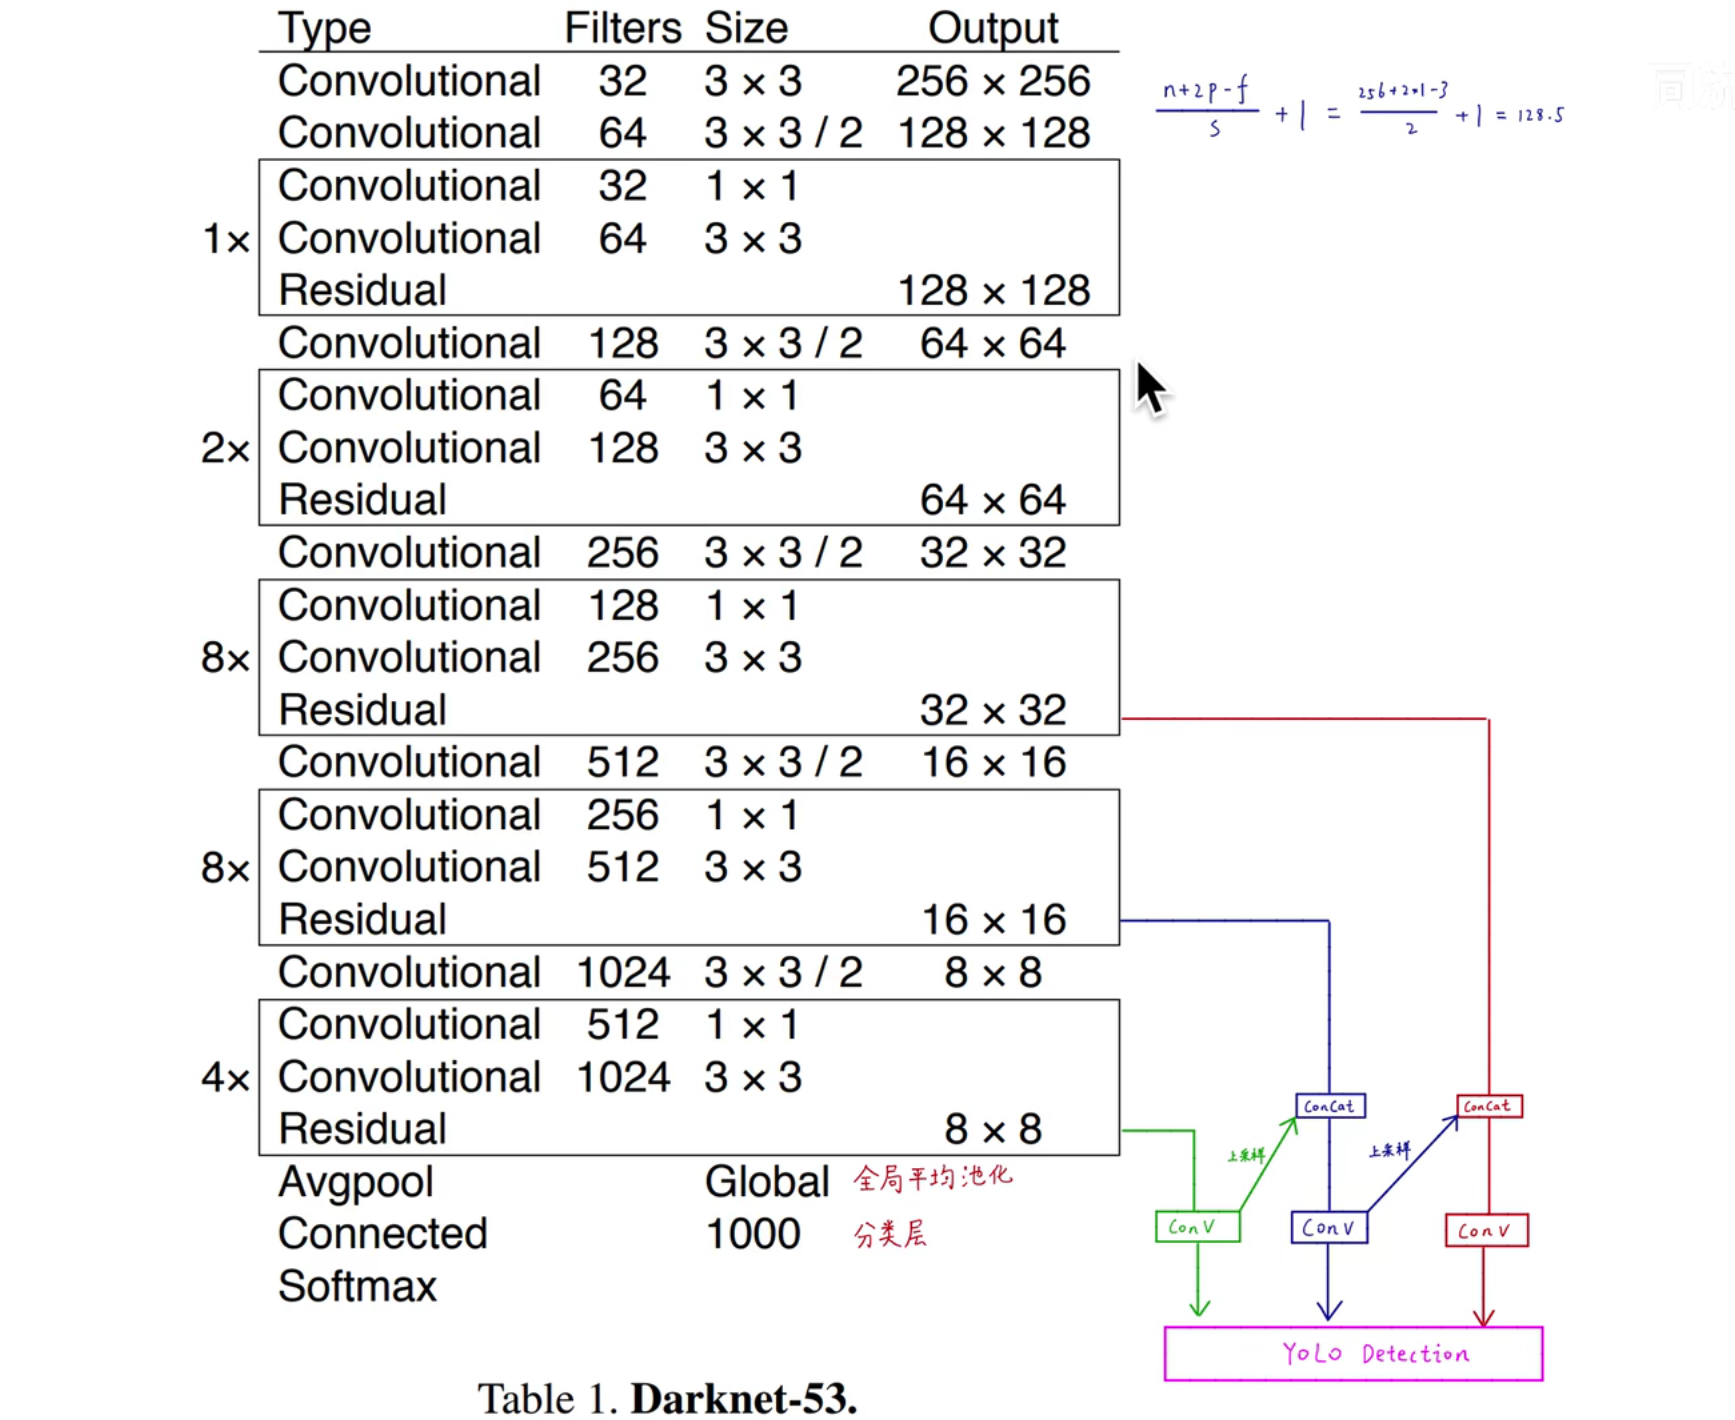 Type Filters Size Output
Convolutional 32 3 × 3 256 × 256
Convolutional 64 3 × 3 / 2 128 × 128
1×
Convolutional 32 1 × 1
Convolutional 64 3 × 3
Residual 128 × 128
Convolutional 128 3 × 3 / 2 64 × 64
2×
Convolutional 64 1 × 1
Convolutional 128 3 × 3
Residual 64 × 64
Convolutional 256 3 × 3 / 2 32 × 32
8×
Convolutional 128 1 × 1
Convolutional 256 3 × 3
Residual 32 × 32
Convolutional 512 3 × 3 / 2 16 × 16
8×
Convolutional 256 1 × 1
Convolutional 512 3 × 3
Residual 16 × 16
Convolutional 1024 3 × 3 / 2 8 × 8
4×
Convolutional 512 1 × 1
Convolutional 1024 3 × 3
Residual 8 × 8
Avgpool Global 全局平均池化
Connected 1000 分类层
Softmax
Table 1. Darknet-53.
n+2p-f / s + 1 = 256+2*1-3 / 2 + 1 = 128.5
ConCat
ConCat
上采样
上采样
Conv
Conv
Conv
YOLO Detection